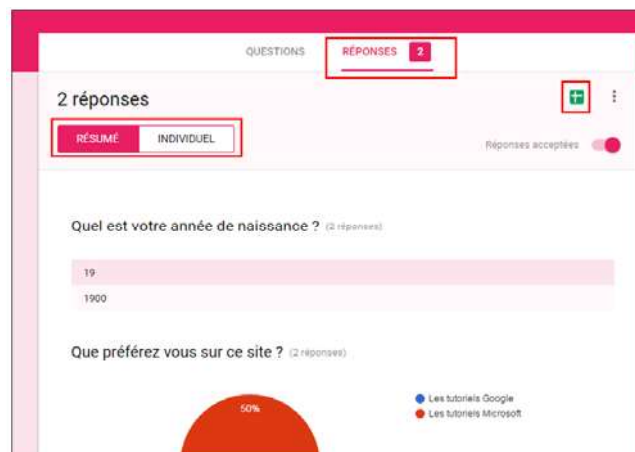 QUESTIONS RÉPONSES 2
2 réponses
RÉSUMÉ INDIVIDUEL
Réponses acceptées
Quel est votre année de naissance ? (2 réponses)
19
1900
Que préférez vous sur ce site ? (2 réponses)
50%
Les tutoriels Google
Les tutoriels Microsoft